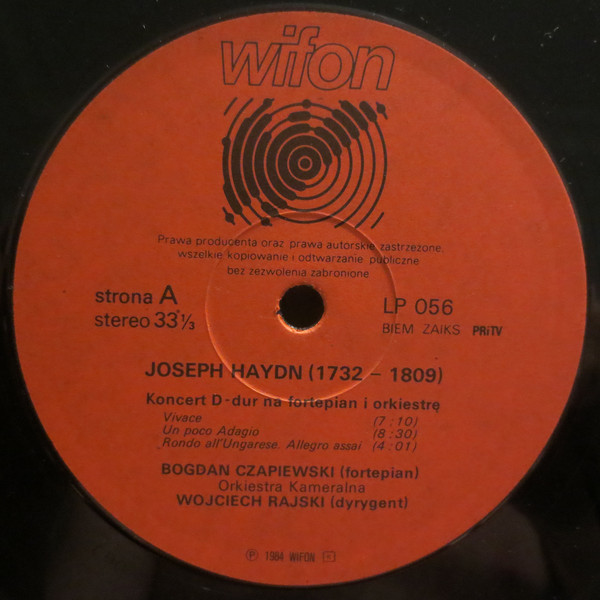 wifon
Prawa producenta oraz prawa autorskie zastrzeżone,
wszelkie kopiowanie i odtwarzanie publiczne
bez zezwolenia zabronione
strona A
stereo 33⅓
LP 056
BIEM ZAIKS PRiTV
JOSEPH HAYDN (1732 – 1809)
Koncert D-dur na fortepian i orkiestrę
Vivace (7:10)
Un poco Adagio (8:30)
Rondo all'Ungarese. Allegro assai (4:01)
BOGDAN CZAPIEWSKI (fortepian)
Orkiestra Kameralna
WOJCIECH RAJSKI (dyrygent)
℗ 1984 WIFON